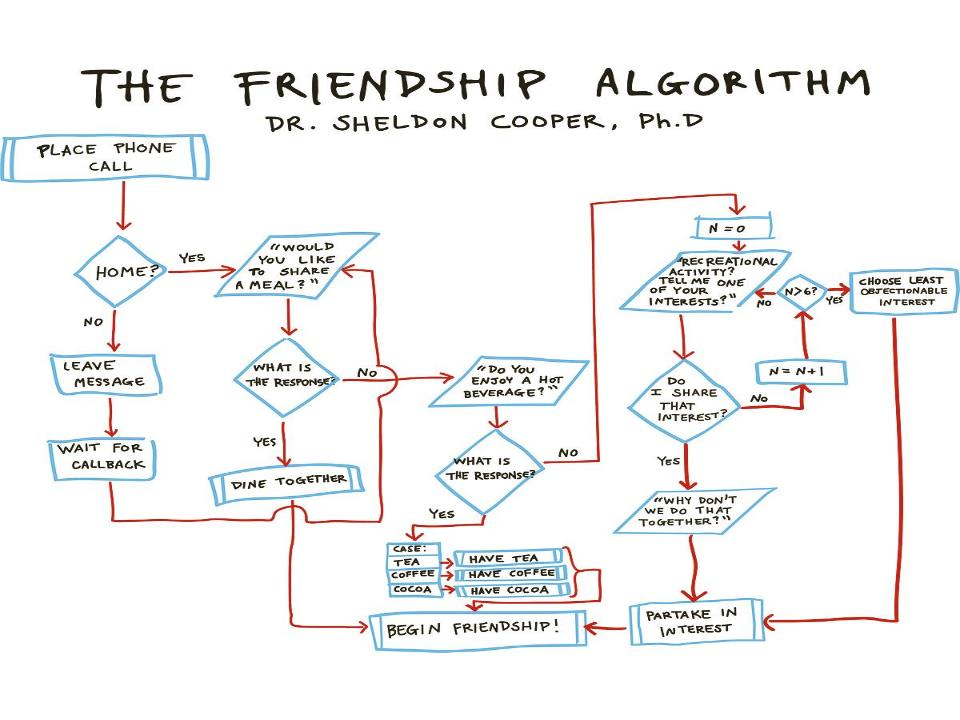 THE FRIENDSHIP ALGORITHM
DR. SHELDON COOPER, Ph.D
PLACE PHONE
CALL
HOME?
YES
NO
LEAVE
MESSAGE
WAIT FOR
CALLBACK
"WOULD
YOU LIKE
TO SHARE
A MEAL?"
WHAT IS
THE RESPONSE?
NO
YES
DINE TOGETHER
"DO YOU
ENJOY A HOT
BEVERAGE?"
WHAT IS
THE RESPONSE?
NO
YES
CASE:
TEA
COFFEE
COCOA
HAVE TEA
HAVE COFFEE
HAVE COCOA
N=0
"RECREATIONAL
ACTIVITY?
TELL ME ONE
OF YOUR
INTERESTS?"
DO
I SHARE
THAT
INTEREST?
No
N=N+1
N>6?
NO
YES
CHOOSE LEAST
OBJECTIONABLE
INTEREST
YES
"WHY DON'T
WE DO THAT
TOGETHER?"
PARTAKE IN
INTEREST
BEGIN FRIENDSHIP!